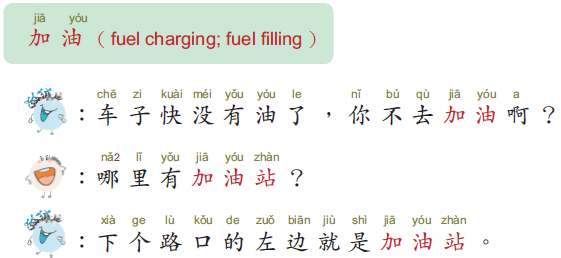 jiā yóu
加油（fuel charging; fuel filling）
chē zi kuài méi yǒu yóu le nǐ bú qù jiā yóu a
：车子快没有油了，你不去加油啊？
nǎ2 lǐ yǒu jiā yóu zhàn
：哪里有加油站？
xià ge lù kǒu de zuǒ biān jiù shì jiā yóu zhàn
：下个路口的左边就是加油站。